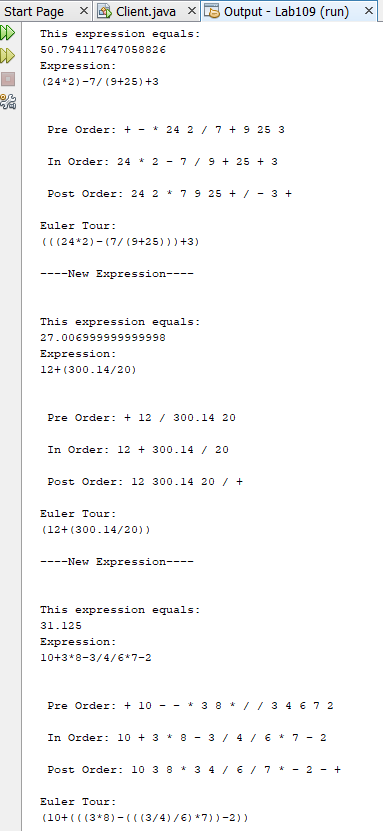 Start Page × Client.java × Output - Lab109 (run) ×
This expression equals:
50.794117647058826
Expression:
(24*2)-7/(9+25)+3
Pre Order: + - * 24 2 / 7 + 9 25 3
In Order: 24 * 2 - 7 / 9 + 25 + 3
Post Order: 24 2 * 7 9 25 + / - 3 +
Euler Tour:
(((24*2)-(7/(9+25)))+3)
----New Expression----
This expression equals:
27.006999999999998
Expression:
12+(300.14/20)
Pre Order: + 12 / 300.14 20
In Order: 12 + 300.14 / 20
Post Order: 12 300.14 20 / +
Euler Tour:
(12+(300.14/20))
----New Expression----
This expression equals:
31.125
Expression:
10+3*8-3/4/6*7-2
Pre Order: + 10 - - * 3 8 * / / 3 4 6 7 2
In Order: 10 + 3 * 8 - 3 / 4 / 6 * 7 - 2
Post Order: 10 3 8 * 3 4 / 6 / 7 * - 2 - +
Euler Tour:
(10+(((3*8)-(((3/4)/6)*7))-2))